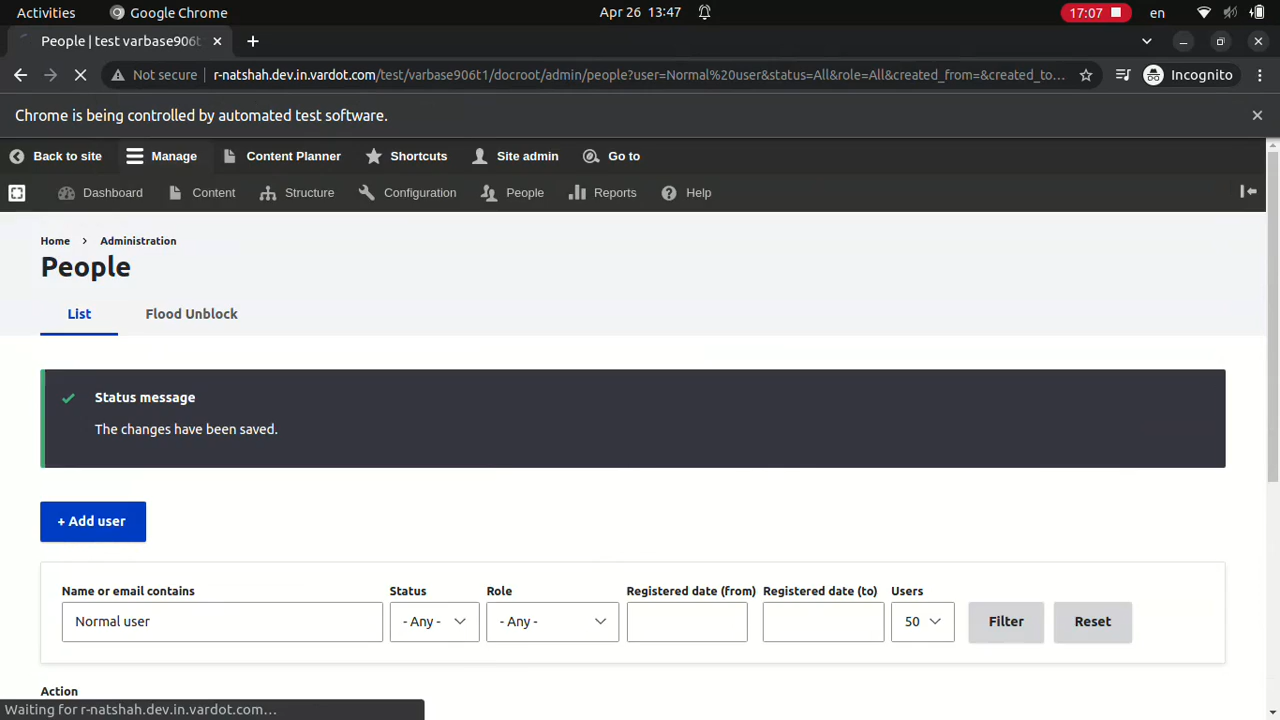 Activities Google Chrome Apr 26 13:47 17:07 en
People | test varbase906t
Not secure r-natshah.dev.in.vardot.com/test/varbase906t1/docroot/admin/people?user=Normal%20user&status=All&role=All&created_from=&created_to... Incognito
Chrome is being controlled by automated test software.
Back to site Manage Content Planner Shortcuts Site admin Go to
Dashboard Content Structure Configuration People Reports Help
Home > Administration
People
List Flood Unblock
Status message
The changes have been saved.
+ Add user
Name or email contains Status Role Registered date (from) Registered date (to) Users
Normal user - Any - - Any - 50 Filter Reset
Action
Waiting for r-natshah.dev.in.vardot.com...